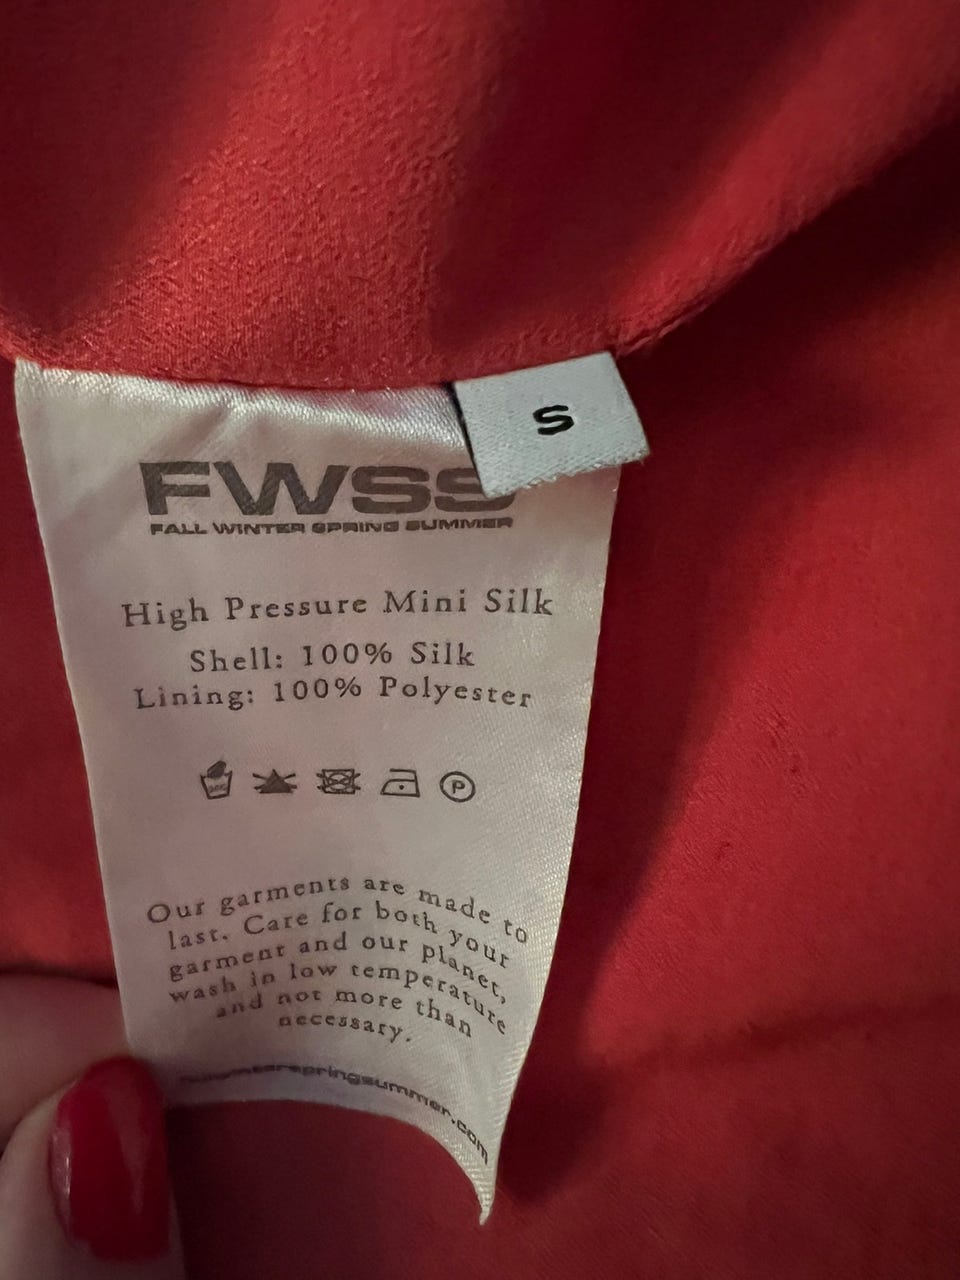 S
FWSS
FALL WINTER SPRING SUMMER
High Pressure Mini Silk
Shell: 100% Silk
Lining: 100% Polyester
P
Our garments are made to
last. Care for both your
garment and our planet,
wash in low temperature
and not more than
necessary.
fallwinterspringsummer.com